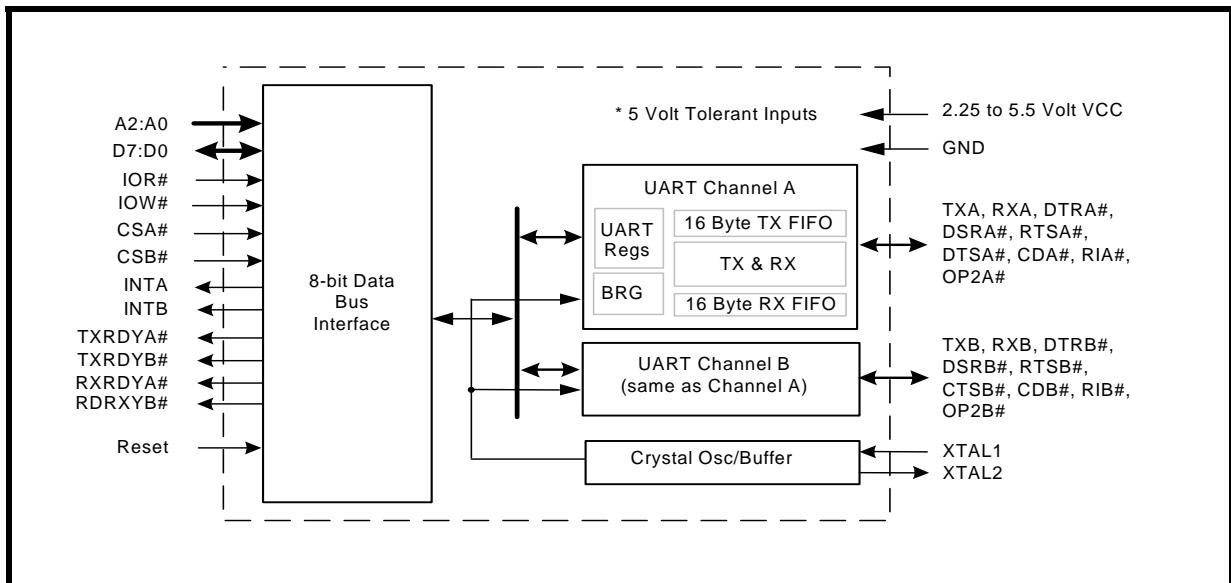 A2:A0
D7:D0
IOR#
IOW#
CSA#
CSB#
INTA
INTB
TXRDYA#
TXRDYB#
RXRDYA#
RDRXYB#
Reset
8-bit Data
Bus
Interface
* 5 Volt Tolerant Inputs
UART Channel A
UART
Regs
BRG
16 Byte TX FIFO
TX & RX
16 Byte RX FIFO
UART Channel B
(same as Channel A)
Crystal Osc/Buffer
2.25 to 5.5 Volt VCC
GND
TXA, RXA, DTRA#,
DSRA#, RTSA#,
DTSA#, CDA#, RIA#,
OP2A#
TXB, RXB, DTRB#,
DSRB#, RTSB#,
CTSB#, CDB#, RIB#,
OP2B#
XTAL1
XTAL2